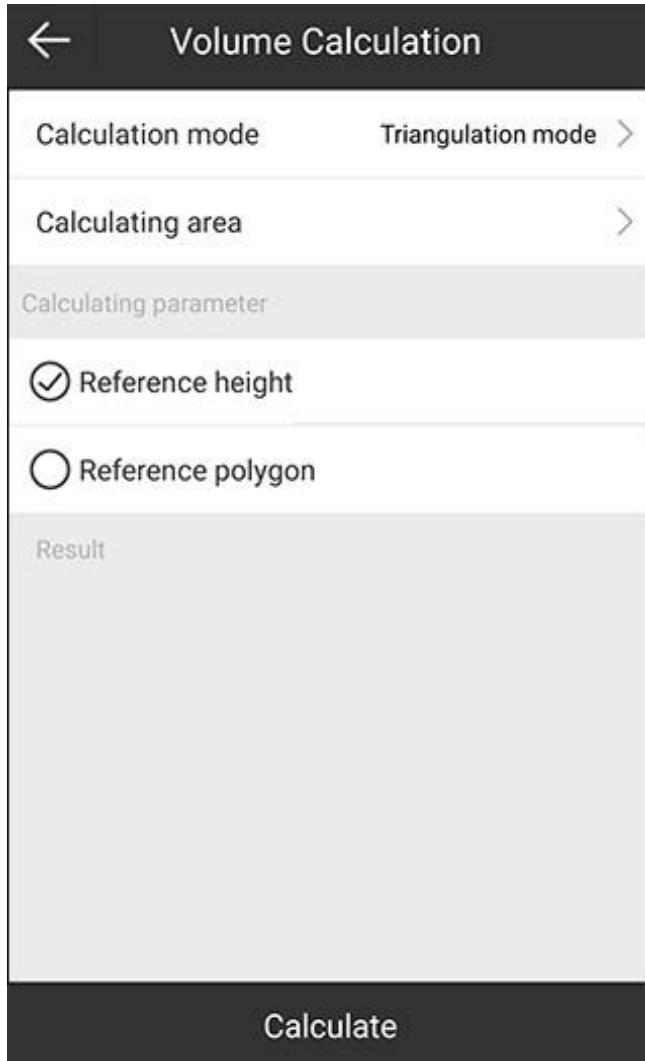 Volume Calculation
Calculation mode Triangulation mode
Calculating area
Calculating parameter
Reference height
Reference polygon
Result
Calculate